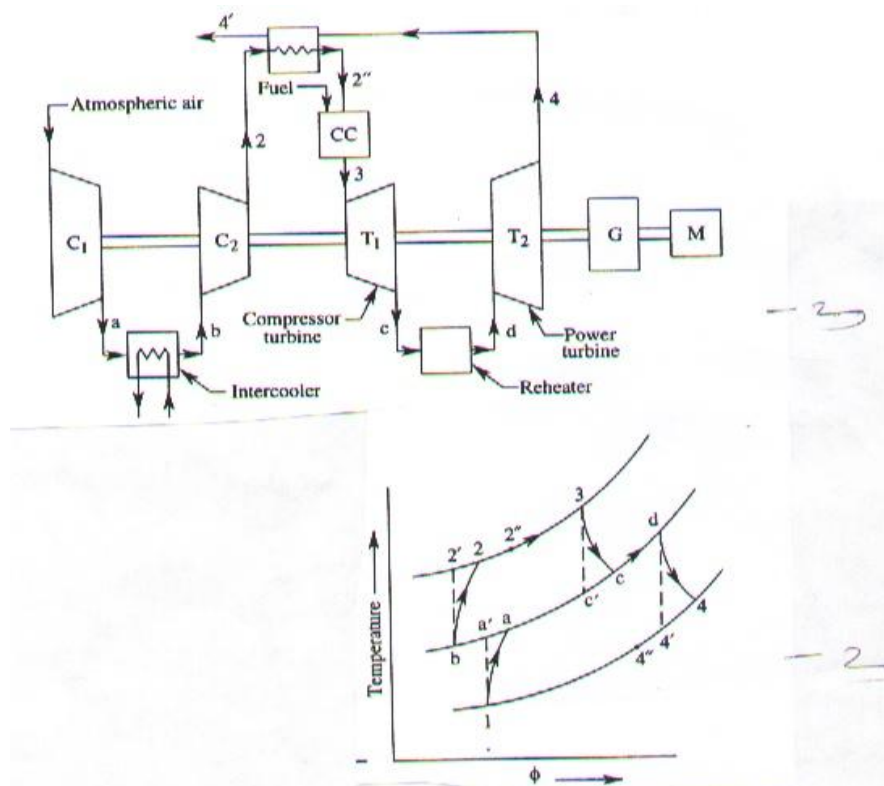 4′
Fuel
2″
Atmospheric air
CC
2
4
3
C1
C2
T1
T2
G
M
a
b
Compressor
turbine
c
d
Power
turbine
Intercooler
Reheater
Temperature
2′
2
2″
3
d
a′
a
c
c′
4
b
4″
4′
1
ϕ
- 2